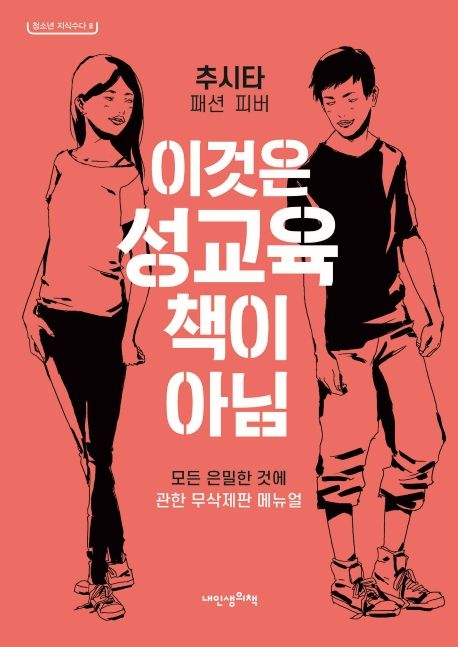 청소년 지식수다 8
추시타
패션 피버
이것은
성교육
책이
아님
모든 은밀한 것에
관한 무삭제판 메뉴얼
내인생의책